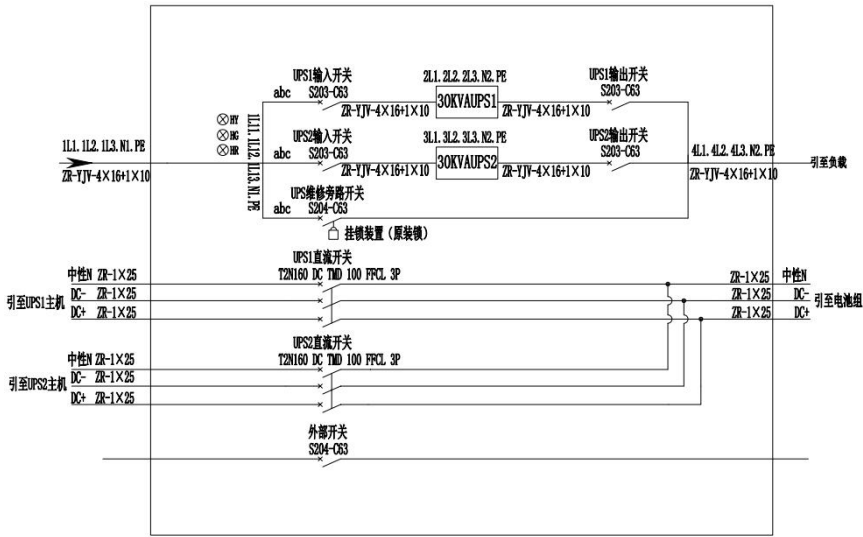 UPS1输入开关
S203-C63
2L1.2L2.2L3.N2.PE
UPS1输出开关
S203-C63
abc
30KVAUPS1
ZR-YJV-4×16+1×10
ZR-YJV-4×16+1×10
HY
HG
HR
1L11.1L12.1L13.N1.PE
1L1.1L2.1L3.N1.PE
ZR-YJV-4×16+1×10
UPS2输入开关
S203-C63
3L1.3L2.3L3.N2.PE
UPS2输出开关
S203-C63
abc
30KVAUPS2
ZR-YJV-4×16+1×10
ZR-YJV-4×16+1×10
4L1.4L2.4L3.N2.PE
ZR-YJV-4×16+1×10
引至负载
UPS维修旁路开关
abc
S204-C63
挂锁装置(原装锁)
UPS1直流开关
T2N160 DC TMD 100 FFCL 3P
中性N ZR-1×25
DC- ZR-1×25
DC+ ZR-1×25
引至UPS1主机
ZR-1×25 中性N
ZR-1×25 DC-
ZR-1×25 DC+
引至电池组
UPS2直流开关
T2N160 DC TMD 100 FFCL 3P
中性N ZR-1×25
DC- ZR-1×25
DC+ ZR-1×25
引至UPS2主机
外部开关
S204-C63